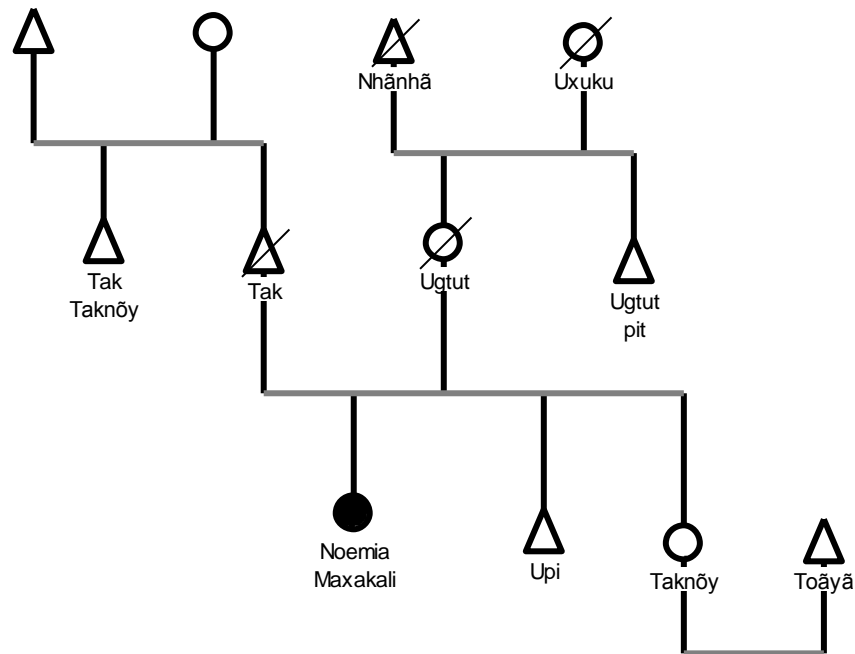 Nhãnhã
Uxuku
Tak
Taknõy
Tak
Ugtut
Ugtut
pit
Noemia
Maxakali
Upi
Taknõy
Toãyã